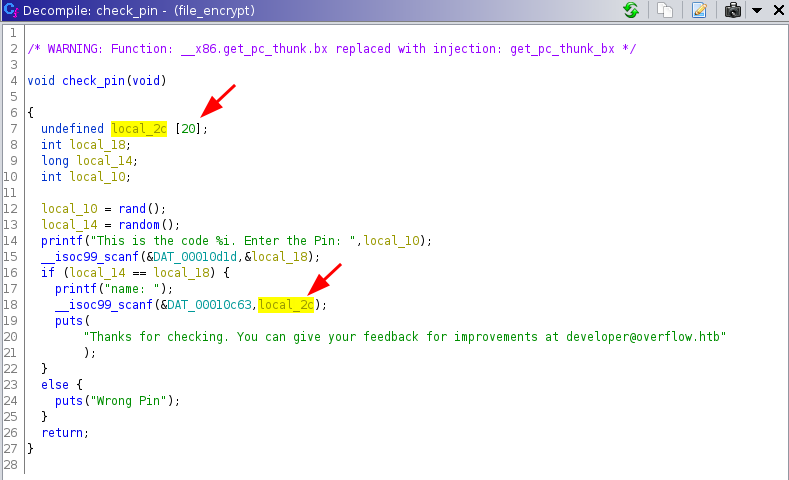 Decompile: check_pin - (file_encrypt)
1
2 /* WARNING: Function: __x86.get_pc_thunk.bx replaced with injection: get_pc_thunk_bx */
3
4 void check_pin(void)
5
6 {
7 undefined local_2c [20];
8 int local_18;
9 long local_14;
10 int local_10;
11
12 local_10 = rand();
13 local_14 = random();
14 printf("This is the code %i. Enter the Pin: ",local_10);
15 __isoc99_scanf(&DAT_00010d1d,&local_18);
16 if (local_14 == local_18) {
17 printf("name: ");
18 __isoc99_scanf(&DAT_00010c63,local_2c);
19 puts(
20 "Thanks for checking. You can give your feedback for improvements at developer@overflow.htb"
21 );
22 }
23 else {
24 puts("Wrong Pin");
25 }
26 return;
27 }
28